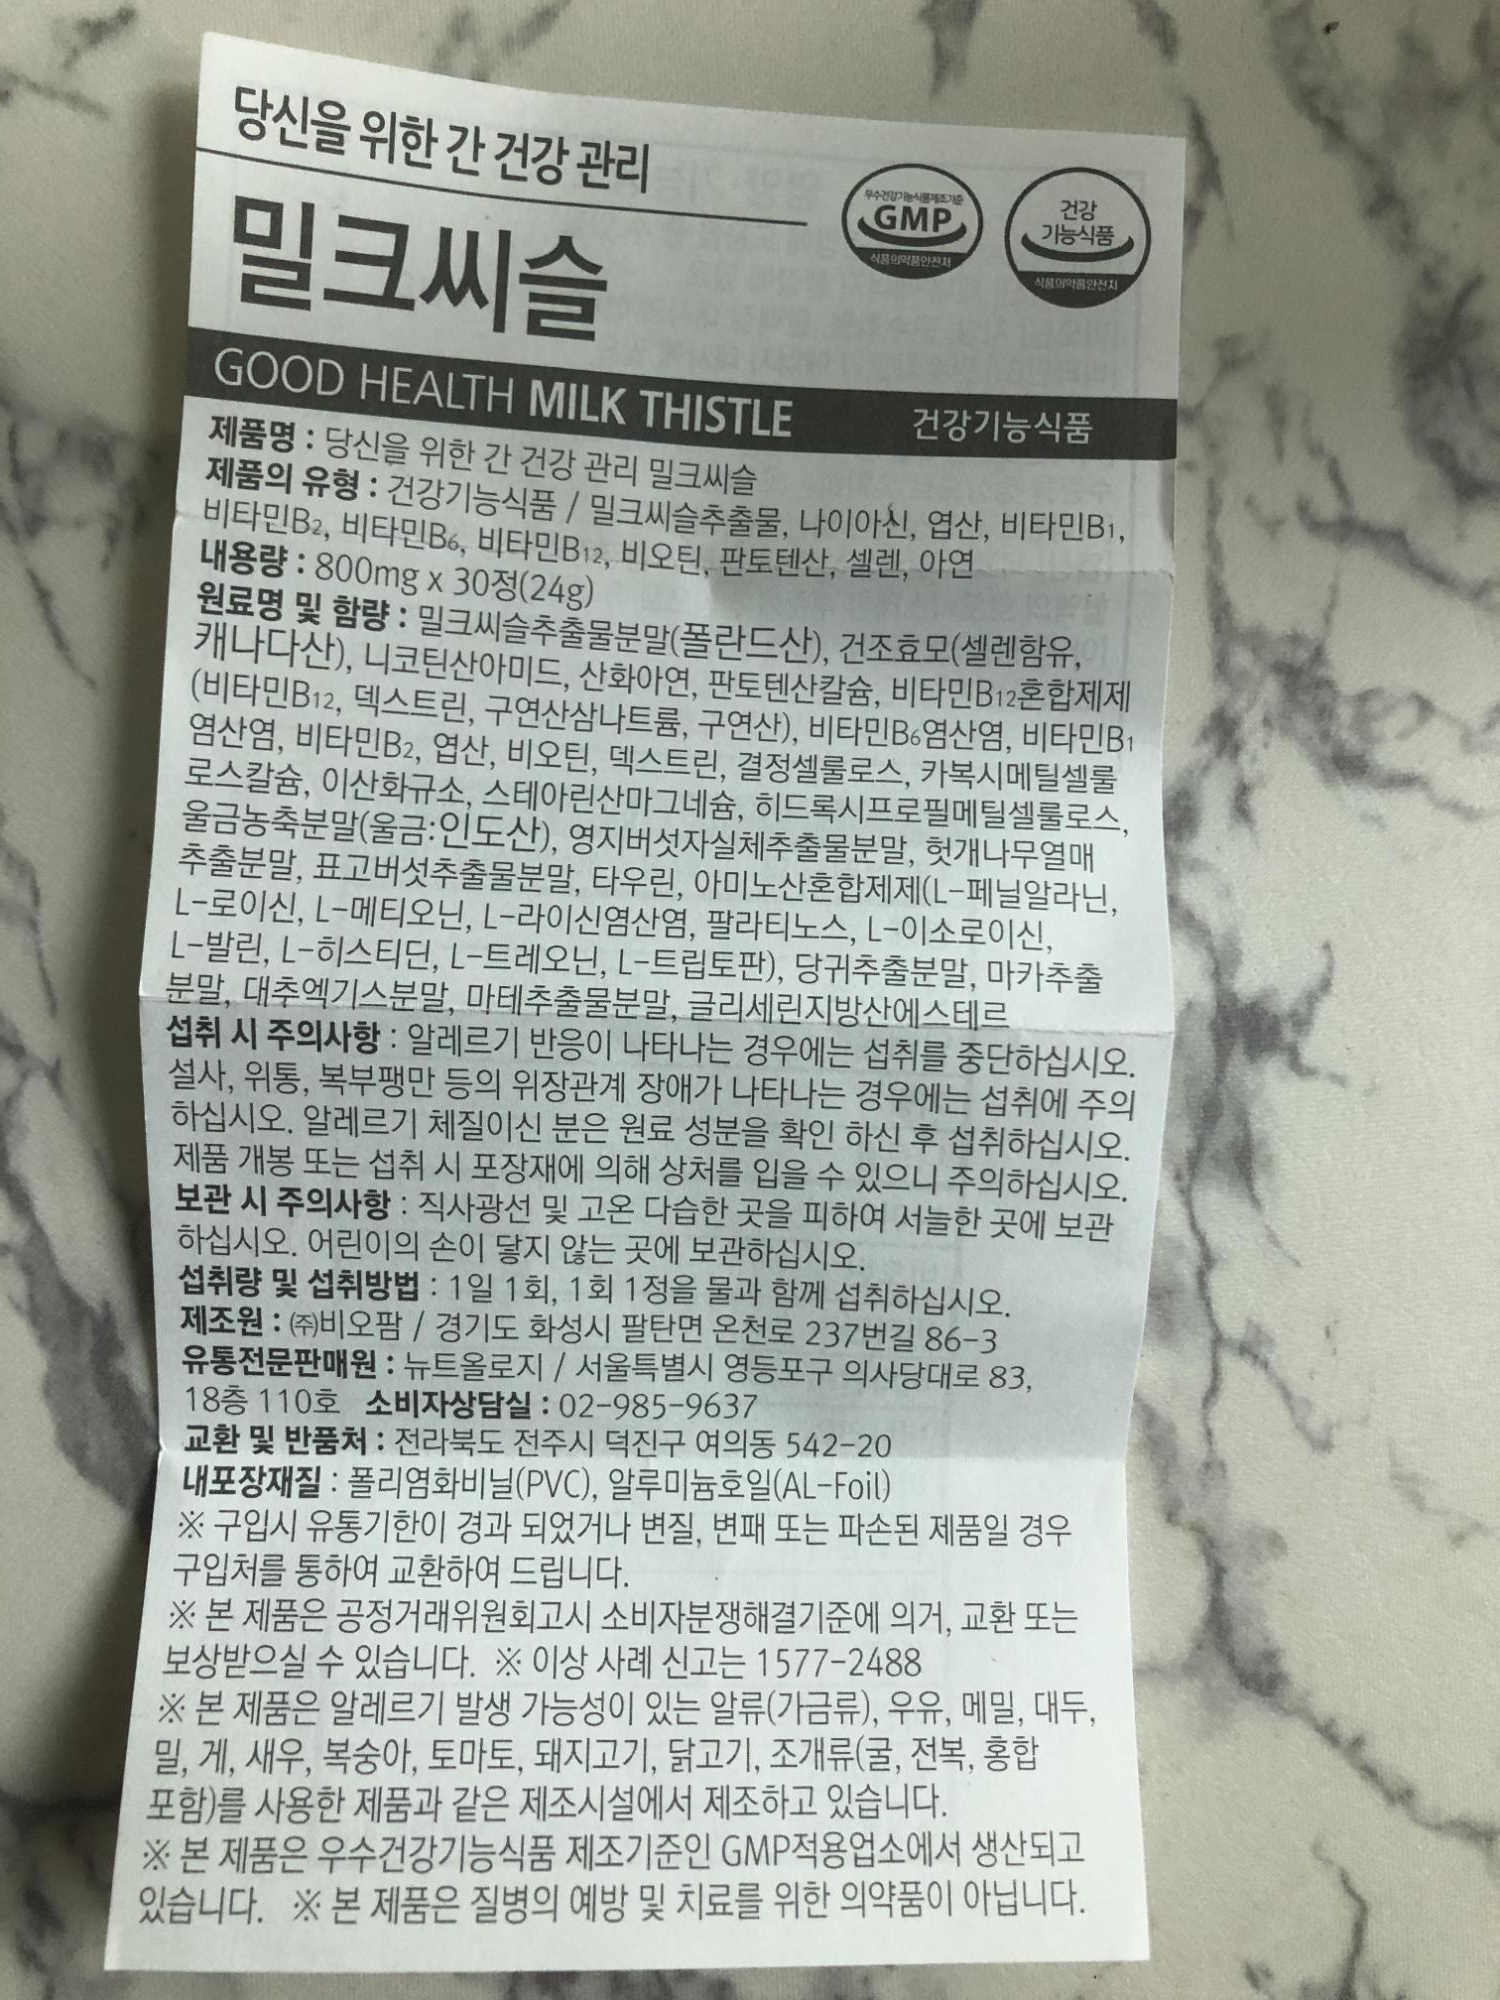 당신을 위한 간 건강 관리
밀크씨슬
우수건강기능식품제조기준
GMP
식품의약품안전처
건강
기능식품
식품의약품안전처
GOOD HEALTH MILK THISTLE 건강기능식품
제품명 : 당신을 위한 간 건강 관리 밀크씨슬
제품의 유형 : 건강기능식품 / 밀크씨슬추출물, 나이아신, 엽산, 비타민B1,
비타민B2, 비타민B6, 비타민B12, 비오틴, 판토텐산, 셀렌, 아연
내용량 : 800mg x 30정(24g)
원료명 및 함량 : 밀크씨슬추출물분말(폴란드산), 건조효모(셀렌함유,
캐나다산), 니코틴산아미드, 산화아연, 판토텐산칼슘, 비타민B12혼합제제
(비타민B12, 덱스트린, 구연산삼나트륨, 구연산), 비타민B6염산염, 비타민B1
염산염, 비타민B2, 엽산, 비오틴, 덱스트린, 결정셀룰로스, 카복시메틸셀룰
로스칼슘, 이산화규소, 스테아린산마그네슘, 히드록시프로필메틸셀룰로스,
울금농축분말(울금:인도산), 영지버섯자실체추출물분말, 헛개나무열매
추출분말, 표고버섯추출물분말, 타우린, 아미노산혼합제제(L-페닐알라닌,
L-로이신, L-메티오닌, L-라이신염산염, 팔라티노스, L-이소로이신,
L-발린, L-히스티딘, L-트레오닌, L-트립토판), 당귀추출분말, 마카추출
분말, 대추엑기스분말, 마테추출물분말, 글리세린지방산에스테르
섭취 시 주의사항 : 알레르기 반응이 나타나는 경우에는 섭취를 중단하십시오.
설사, 위통, 복부팽만 등의 위장관계 장애가 나타나는 경우에는 섭취에 주의
하십시오. 알레르기 체질이신 분은 원료 성분을 확인 하신 후 섭취하십시오.
제품 개봉 또는 섭취 시 포장재에 의해 상처를 입을 수 있으니 주의하십시오.
보관 시 주의사항 : 직사광선 및 고온 다습한 곳을 피하여 서늘한 곳에 보관
하십시오. 어린이의 손이 닿지 않는 곳에 보관하십시오.
섭취량 및 섭취방법 : 1일 1회, 1회 1정을 물과 함께 섭취하십시오.
제조원 : ㈜비오팜 / 경기도 화성시 팔탄면 온천로 237번길 86-3
유통전문판매원 : 뉴트올로지 / 서울특별시 영등포구 의사당대로 83,
18층 110호 소비자상담실 : 02-985-9637
교환 및 반품처 : 전라북도 전주시 덕진구 여의동 542-20
내포장재질 : 폴리염화비닐(PVC), 알루미늄호일(AL-Foil)
※ 구입시 유통기한이 경과 되었거나 변질, 변패 또는 파손된 제품일 경우
구입처를 통하여 교환하여 드립니다.
※ 본 제품은 공정거래위원회고시 소비자분쟁해결기준에 의거, 교환 또는
보상받으실 수 있습니다. ※ 이상 사례 신고는 1577-2488
※ 본 제품은 알레르기 발생 가능성이 있는 알류(가금류), 우유, 메밀, 대두,
밀, 게, 새우, 복숭아, 토마토, 돼지고기, 닭고기, 조개류(굴, 전복, 홍합
포함)를 사용한 제품과 같은 제조시설에서 제조하고 있습니다.
※ 본 제품은 우수건강기능식품 제조기준인 GMP적용업소에서 생산되고
있습니다. ※ 본 제품은 질병의 예방 및 치료를 위한 의약품이 아닙니다.